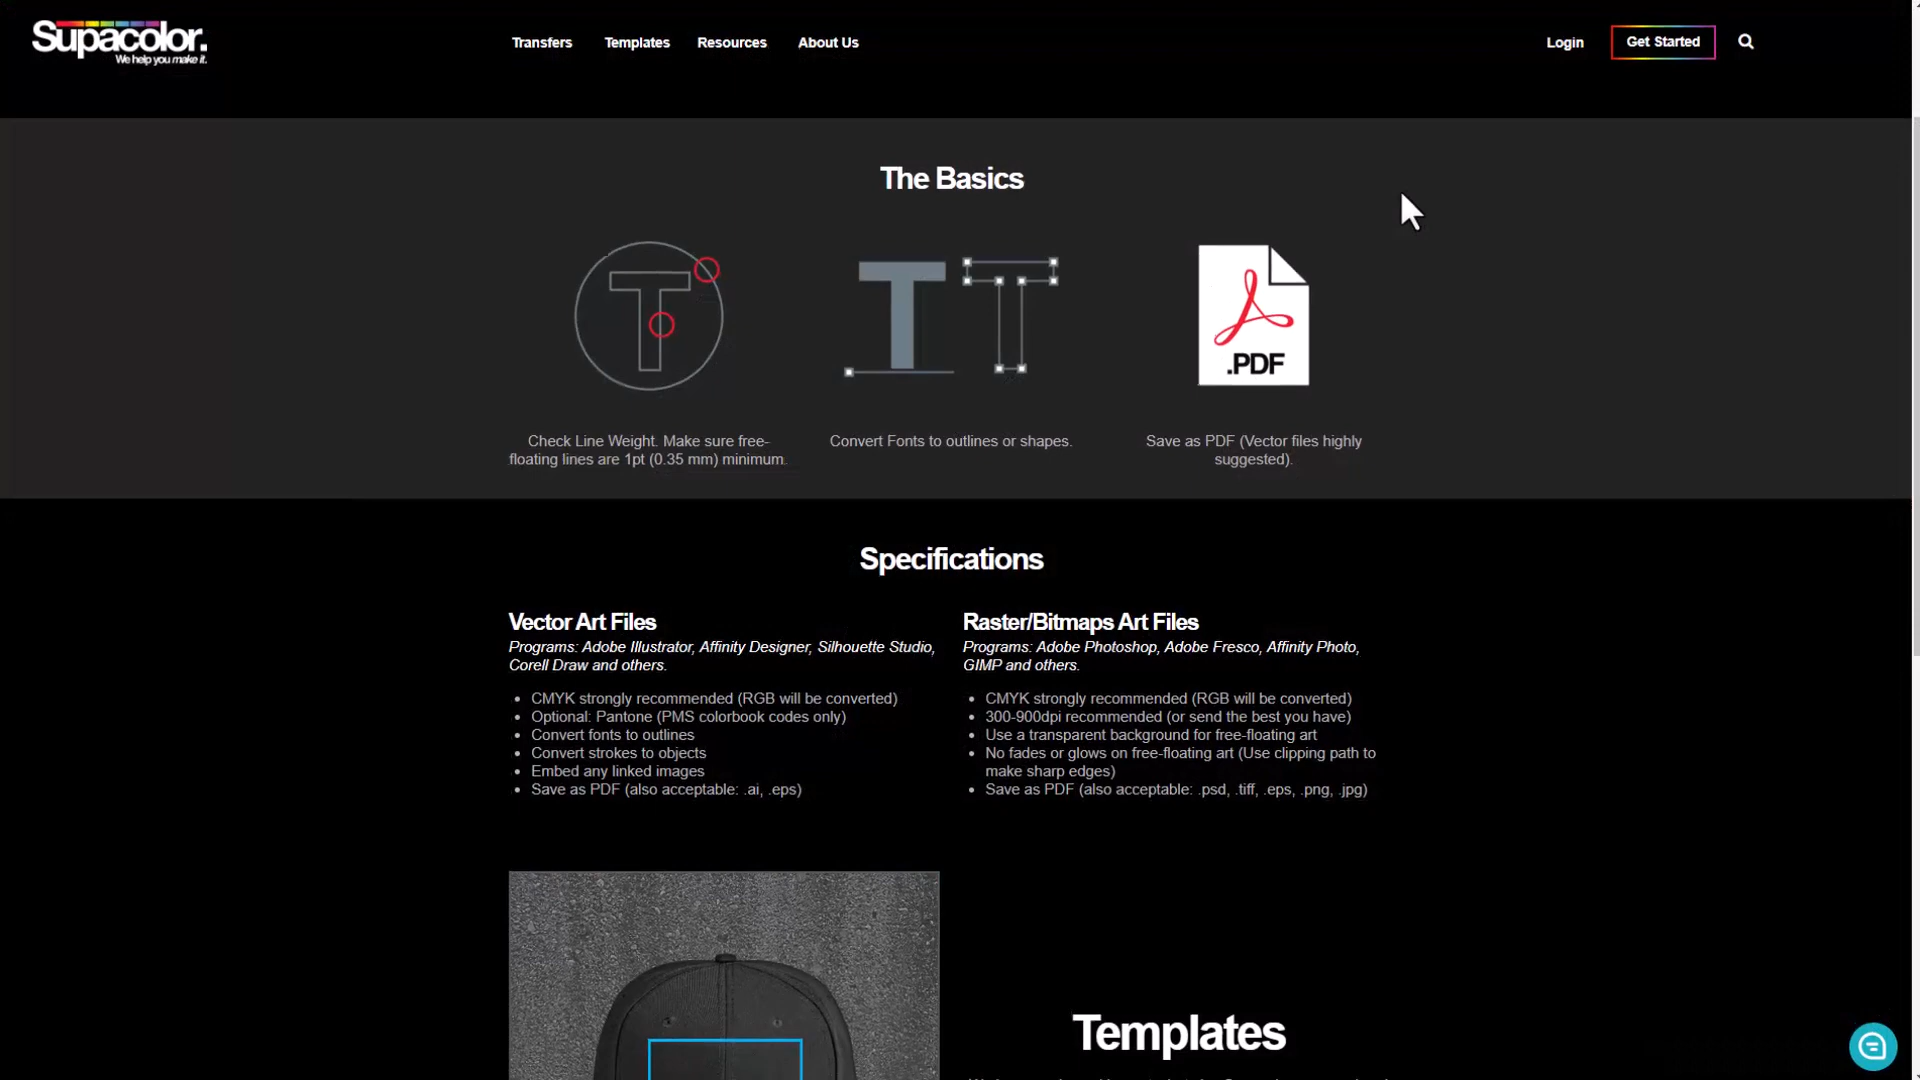 Supacolor.
We help you make it.
Transfers
Templates
Resources
About Us
Login
Get Started
The Basics
T
T T
.PDF
Check Line Weight. Make sure free-
floating lines are 1pt (0.35 mm) minimum.
Convert Fonts to outlines or shapes.
Save as PDF (Vector files highly
suggested).
Specifications
Vector Art Files
Programs: Adobe Illustrator, Affinity Designer, Silhouette Studio,
Corell Draw and others.
• CMYK strongly recommended (RGB will be converted)
• Optional: Pantone (PMS colorbook codes only)
• Convert fonts to outlines
• Convert strokes to objects
• Embed any linked images
• Save as PDF (also acceptable: .ai, .eps)
Raster/Bitmaps Art Files
Programs: Adobe Photoshop, Adobe Fresco, Affinity Photo,
GIMP and others.
• CMYK strongly recommended (RGB will be converted)
• 300-900dpi recommended (or send the best you have)
• Use a transparent background for free-floating art
• No fades or glows on free-floating art (Use clipping path to
make sharp edges)
• Save as PDF (also acceptable: .psd, .tiff, .eps, .png, .jpg)
Templates